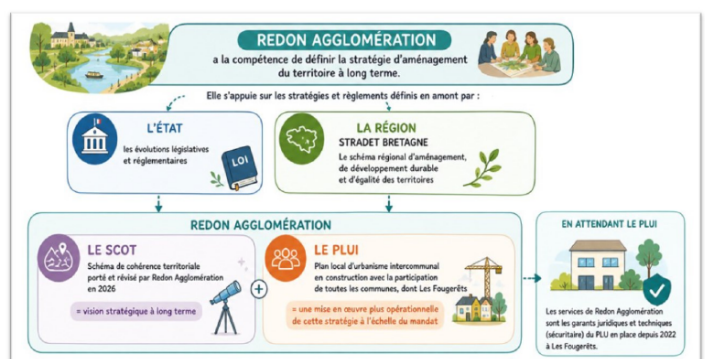 REDON AGGLOMÉRATION
a la compétence de définir la stratégie d'aménagement
du territoire à long terme.
Elle s'appuie sur les stratégies et règlements définis en amont par :
L'ÉTAT
les évolutions législatives
et réglementaires
LOI
LA RÉGION
STRADET BRETAGNE
Le schéma régional d'aménagement,
de développement durable
et d'égalité des territoires
REDON AGGLOMÉRATION
LE SCOT
Schéma de cohérence territoriale
porté et révisé par Redon Agglomération
en 2026
= vision stratégique à long terme
+
LE PLUI
Plan local d'urbanisme intercommunal
en construction avec la participation
de toutes les communes, dont Les Fougerêts
= une mise en œuvre plus opérationnelle
de cette stratégie à l'échelle du mandat
EN ATTENDANT LE PLUI
Les services de Redon Agglomération
sont les garants juridiques et techniques
(sécuritaire) du PLU en place depuis 2022
à Les Fougerêts.